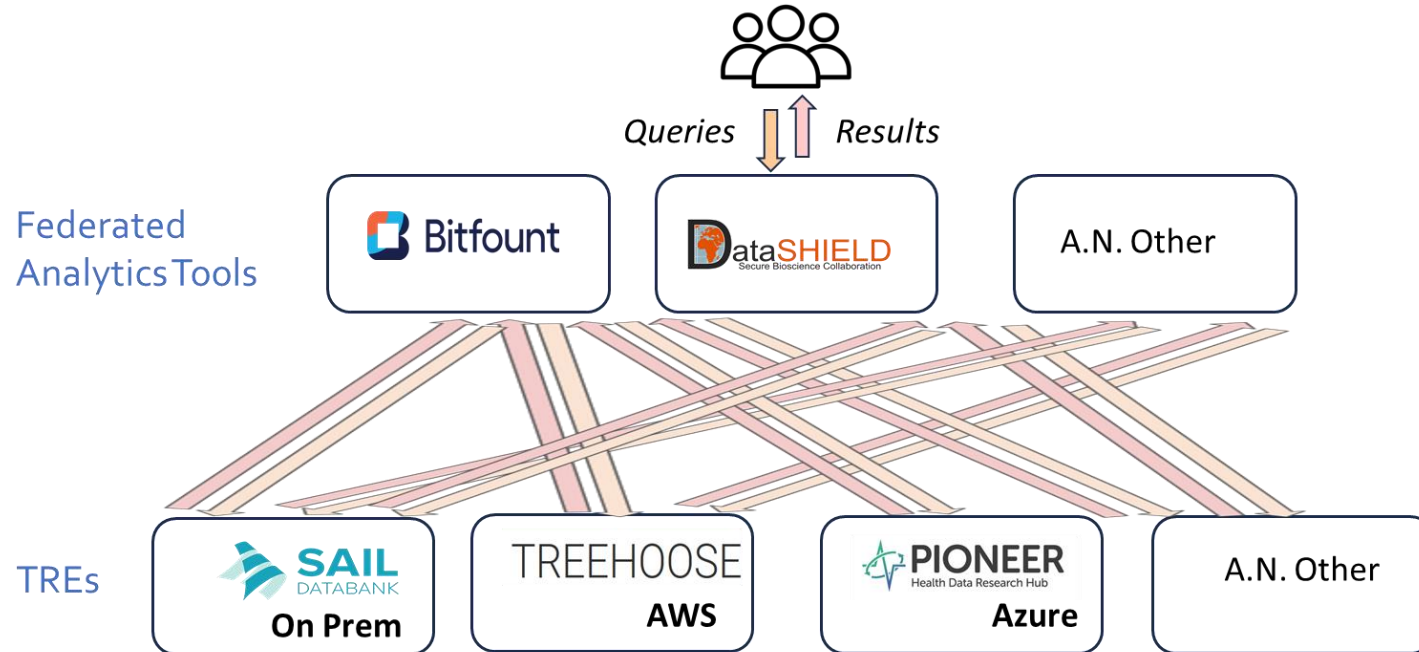 Queries
Results
Federated
Analytics Tools
Bitfount
DataSHIELD
Secure Bioscience Collaboration
A.N. Other
TREs
SAIL
DATABANK
On Prem
TREEHOOSE
AWS
PIONEER
Health Data Research Hub
Azure
A.N. Other